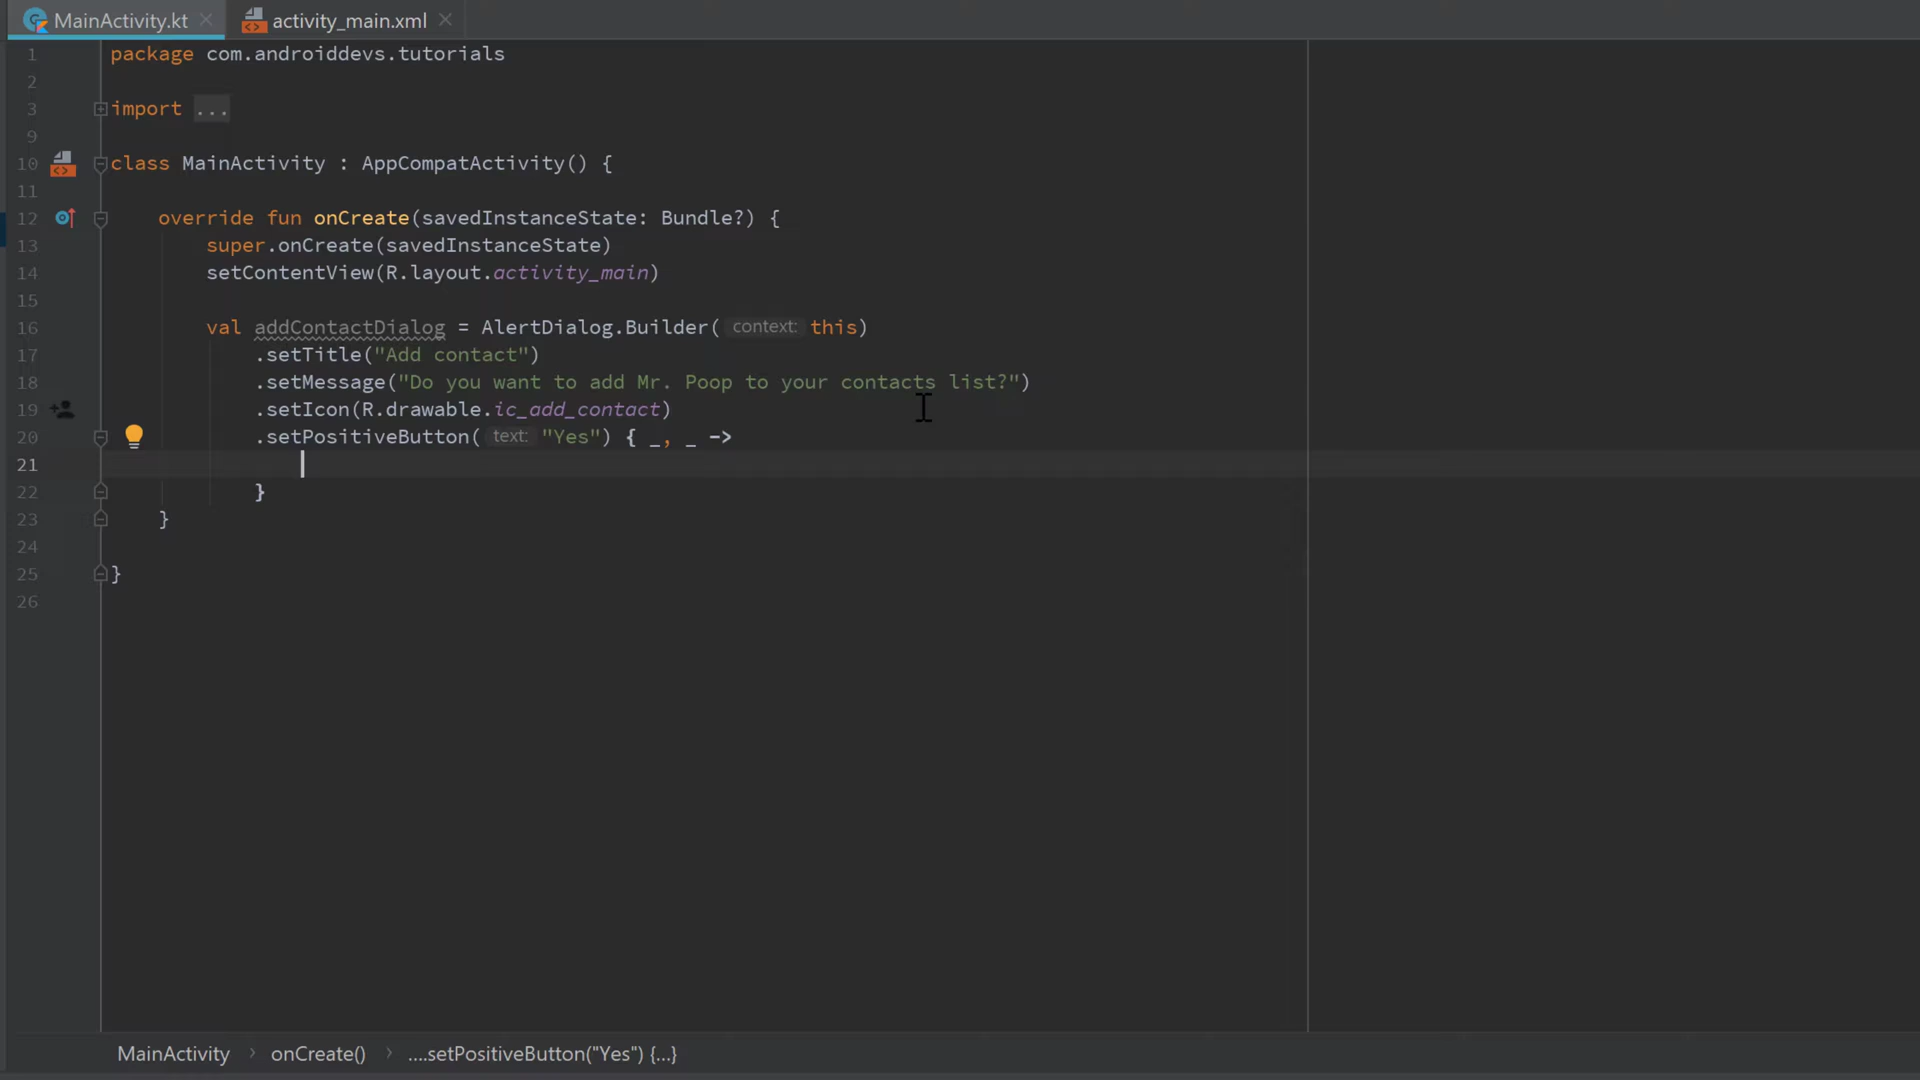 MainActivity.kt
activity_main.xml
1 package com.androiddevs.tutorials
2
3 import ...
9
10 class MainActivity : AppCompatActivity() {
11
12 override fun onCreate(savedInstanceState: Bundle?) {
13 super.onCreate(savedInstanceState)
14 setContentView(R.layout.activity_main)
15
16 val addContactDialog = AlertDialog.Builder( context: this)
17 .setTitle("Add contact")
18 .setMessage("Do you want to add Mr. Poop to your contacts list?")
19 .setIcon(R.drawable.ic_add_contact)
20 .setPositiveButton( text: "Yes") { _, _ ->
21
22 }
23 }
24
25 }
26
MainActivity › onCreate() › ....setPositiveButton("Yes") {...}